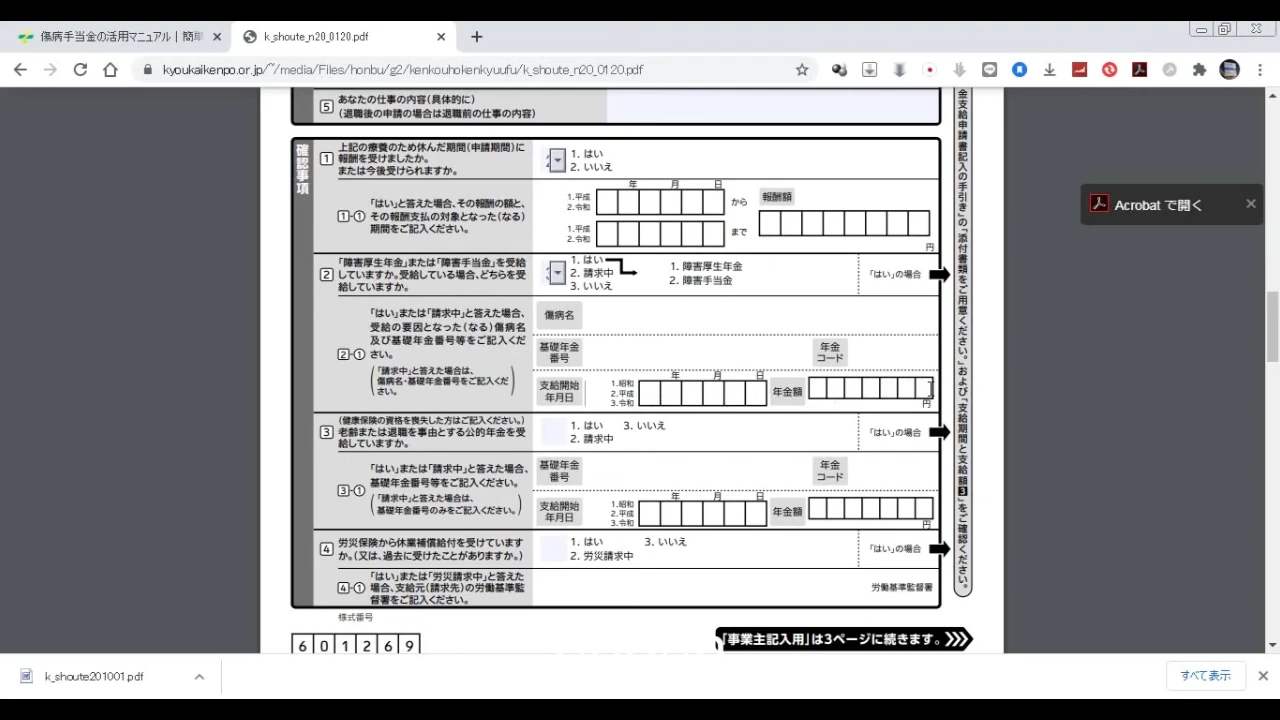 傷病手当金の活用マニュアル｜簡単
k_shoute_n20_0120.pdf
kyoukaikenpo.or.jp/~/media/Files/honbu/g2/kenkouhokenkyuufu/k_shoute_n20_0120.pdf
5 あなたの仕事の内容(具体的に)
(退職後の申請の場合は退職前の仕事の内容)
確認事項
1 上記の療養のため休んだ期間(申請期間)に
報酬を受けましたか。
または今後受けられますか。
1. はい
2. いいえ
1-① 「はい」と答えた場合、その報酬の額と、
その報酬支払の対象となった(なる)
期間をご記入ください。
年 月 日
1.平成
2.令和
から
1.平成
2.令和
まで
報酬額
円
2 「障害厚生年金」または「障害手当金」を受給
していますか。受給している場合、どちらを受
給していますか。
1. はい
2. 請求中
3. いいえ
1. 障害厚生年金
2. 障害手当金
「はい」の場合
2-① 「はい」または「請求中」と答えた場合、
受給の要因となった(なる)傷病名
及び基礎年金番号等をご記入くだ
さい。
(「請求中」と答えた場合は、
傷病名・基礎年金番号をご記入くだ
さい。)
傷病名
基礎年金
番号
年金
コード
支給開始
年月日
1.昭和
2.平成
3.令和
年 月 日
年金額
円
3 (健康保険の資格を喪失した方はご記入ください。)
老齢または退職を事由とする公的年金を受
給していますか。
1. はい 3. いいえ
2. 請求中
「はい」の場合
3-① 「はい」または「請求中」と答えた場合、
基礎年金番号等をご記入ください。
(「請求中」と答えた場合は、
基礎年金番号のみをご記入ください。)
基礎年金
番号
年金
コード
支給開始
年月日
1.昭和
2.平成
3.令和
年 月 日
年金額
円
4 労災保険から休業補償給付を受けています
か。(又は、過去に受けたことがありますか。)
1. はい 3. いいえ
2. 労災請求中
「はい」の場合
4-① 「はい」または「労災請求中」と答えた
場合、支給元(請求先)の労働基準監
督署をご記入ください。
労働基準監督署
金支給申請書記入の手引き」の「添付書類をご用意ください。」および「支給期間と支給額3」をご確認ください。
様式番号
6 0 1 2 6 9
「事業主記入用」は3ページに続きます。
Acrobat で開く
k_shoute201001.pdf
すべて表示